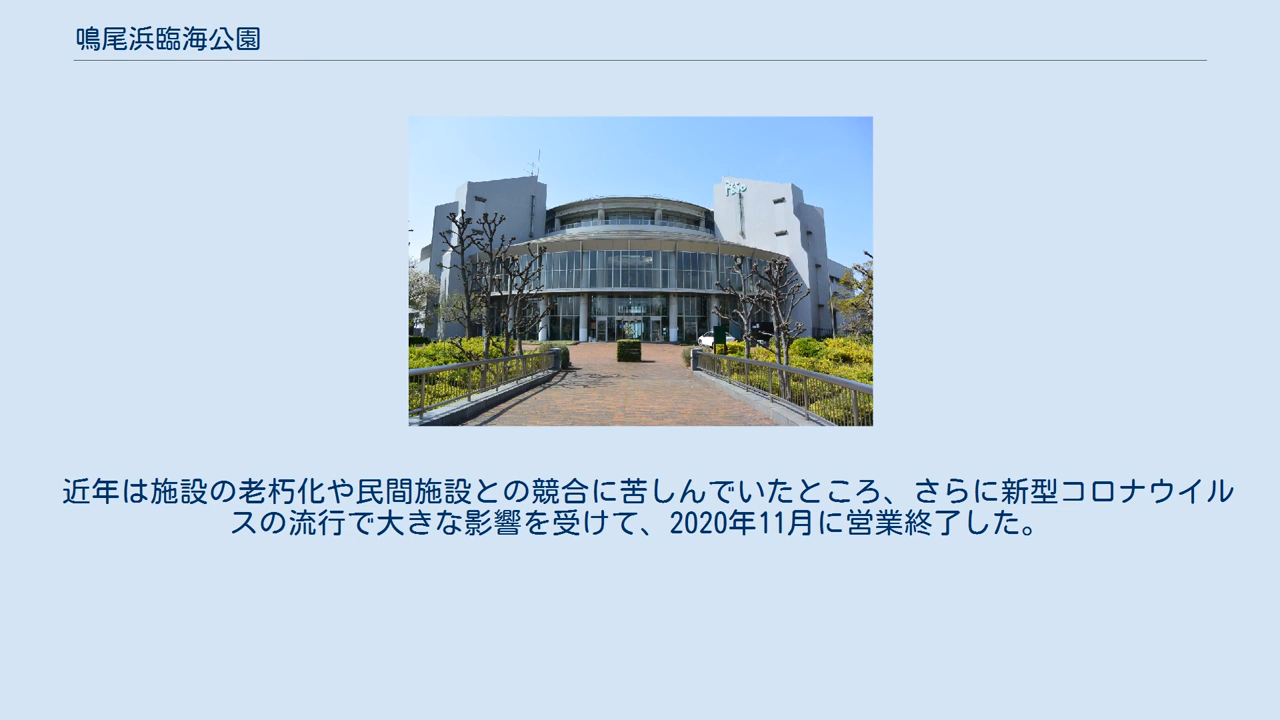 鳴尾浜臨海公園
近年は施設の老朽化や民間施設との競合に苦しんでいたところ、さらに新型コロナウイル
スの流行で大きな影響を受けて、2020年11月に営業終了した。